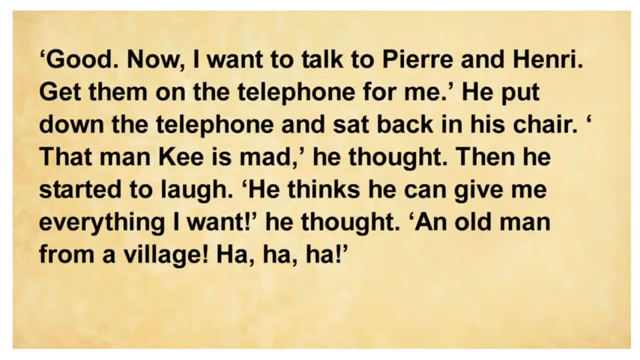 ‘Good. Now, I want to talk to Pierre and Henri.
Get them on the telephone for me.’ He put
down the telephone and sat back in his chair. ‘
That man Kee is mad,’ he thought. Then he
started to laugh. ‘He thinks he can give me
everything I want!’ he thought. ‘An old man
from a village! Ha, ha, ha!’